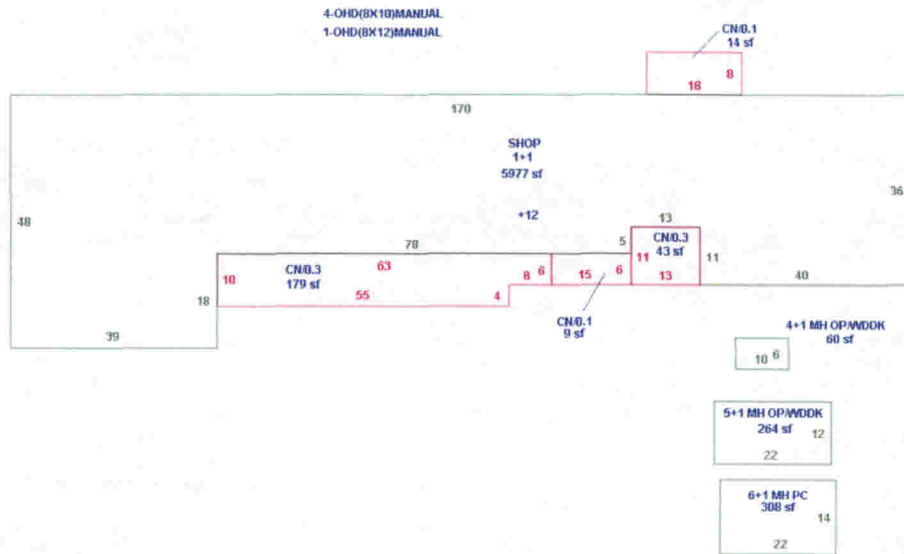 4-OHD(8X10)MANUAL
1-OHD(8X12)MANUAL
CN/0.1
14 sf
8
18
170
SHOP
1+1
5977 sf
36
48
+12
13
78
5
CN/0.3
43 sf
11
11
13
40
10
CN/0.3
179 sf
63
8
6
15
6
18
55
4
CN/0.1
9 sf
39
4+1 MH OP/WDDK
60 sf
10
6
5+1 MH OP/WDDK
264 sf
12
22
6+1 MH PC
308 sf
14
22